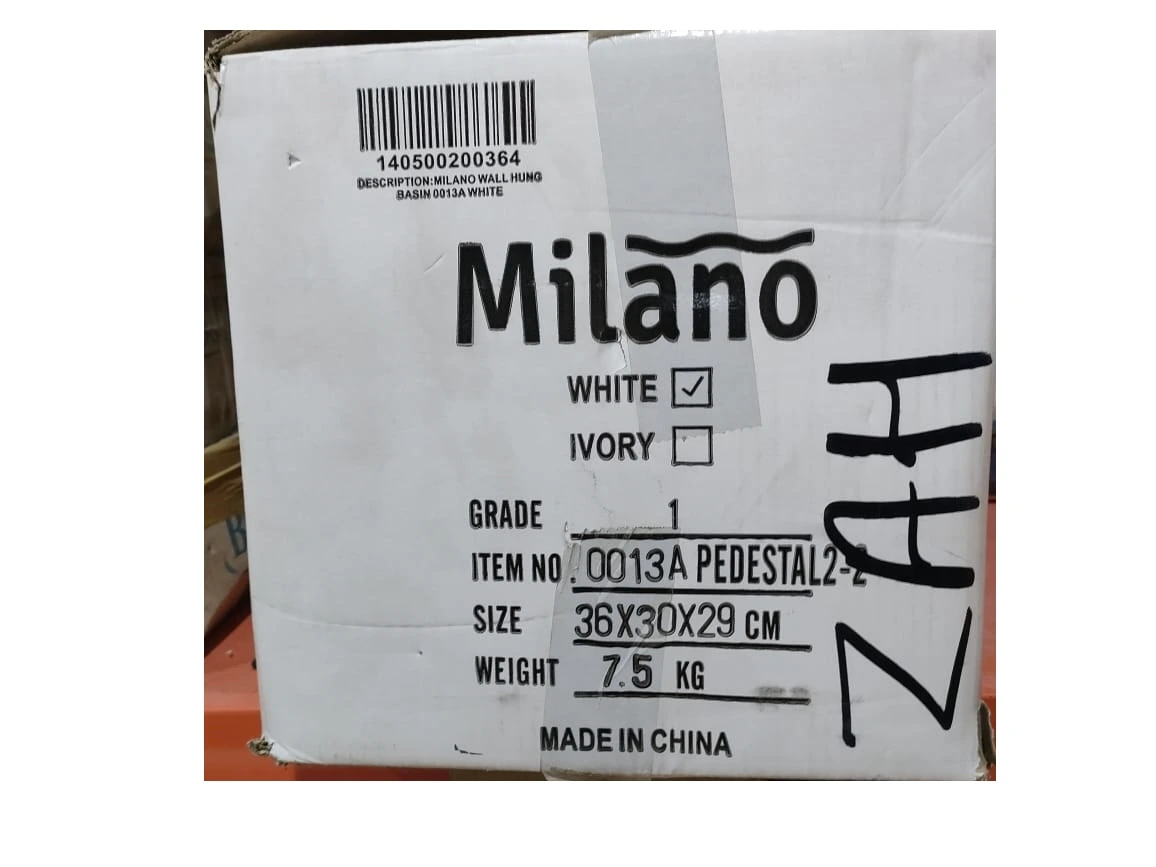 140500200364
DESCRIPTION:MILANO WALL HUNG
BASIN 0013A WHITE
Milano
WHITE ☑
IVORY ☐
GRADE 1
ITEM NO.: 0013A PEDESTAL2-2
SIZE 36X30X29 CM
WEIGHT 7.5 KG
MADE IN CHINA
ZAH